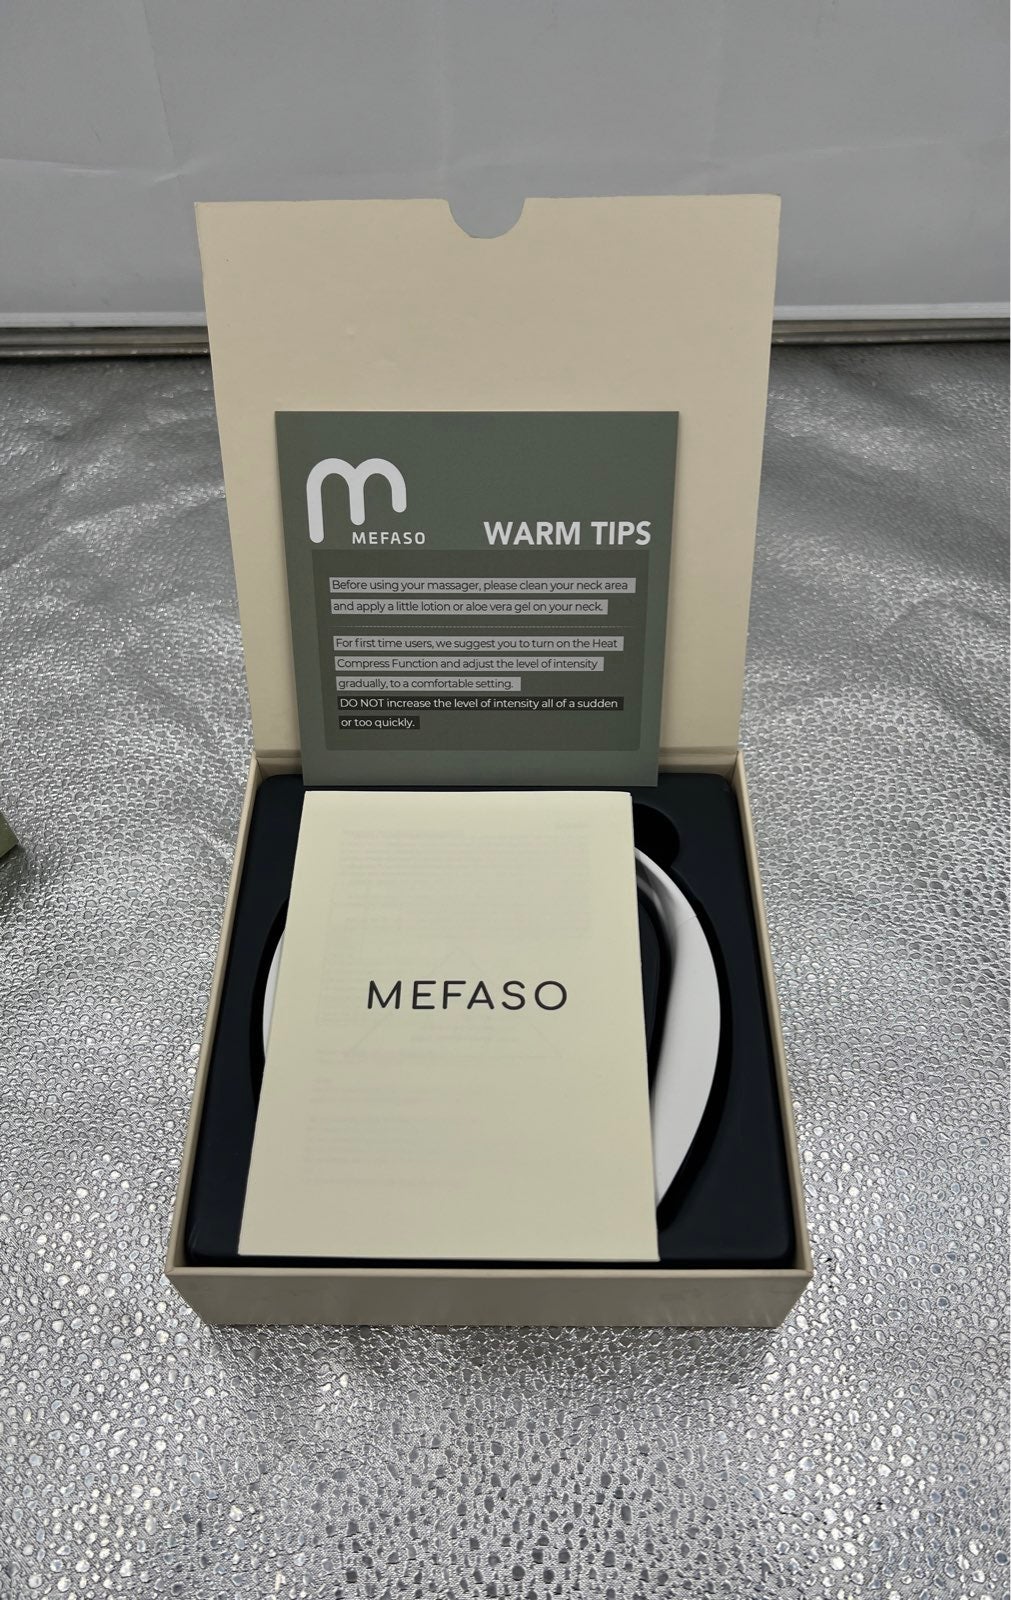 m
MEFASO
WARM TIPS
Before using your massager, please clean your neck area
and apply a little lotion or aloe vera gel on your neck.
For first time users, we suggest you to turn on the Heat
Compress Function and adjust the level of intensity
gradually, to a comfortable setting.
DO NOT increase the level of intensity all of a sudden
or too quickly.
MEFASO